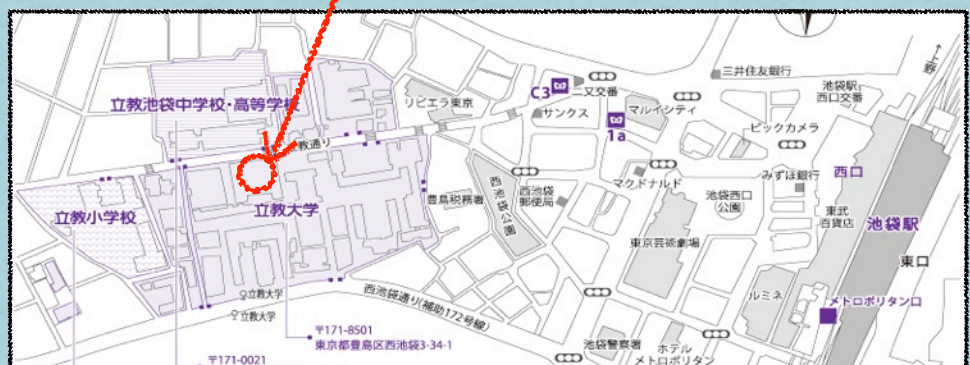 ↑上野
三井住友銀行
池袋駅
西口交番
C3
二又交番
立教池袋中学校・高等学校
リビエラ東京
サンクス
マルイシティ
1a
ビックカメラ
教通り
マクドナルド
みずほ銀行
西口
立教小学校
立教大学
豊島税務署
西池袋公園
西池袋
郵便局
池袋西口
公園
東武
百貨店
池袋駅
東京芸術劇場
東口
立教大学
立教大学
西池袋通り(補助172号線)
ルミネ
メトロポリタン口
〒171-8501
東京都豊島区西池袋3-34-1
池袋警察署
ホテル
メトロポリタン
〒171-0021